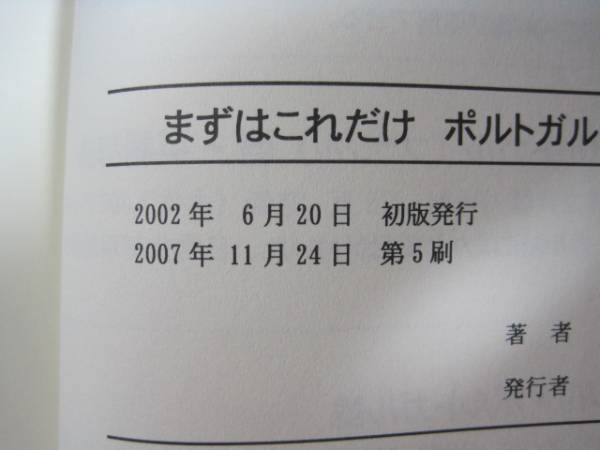 まずはこれだけ ポルトガル
2002年 6月20日 初版発行
2007年 11月24日 第5刷
著 者
発行者